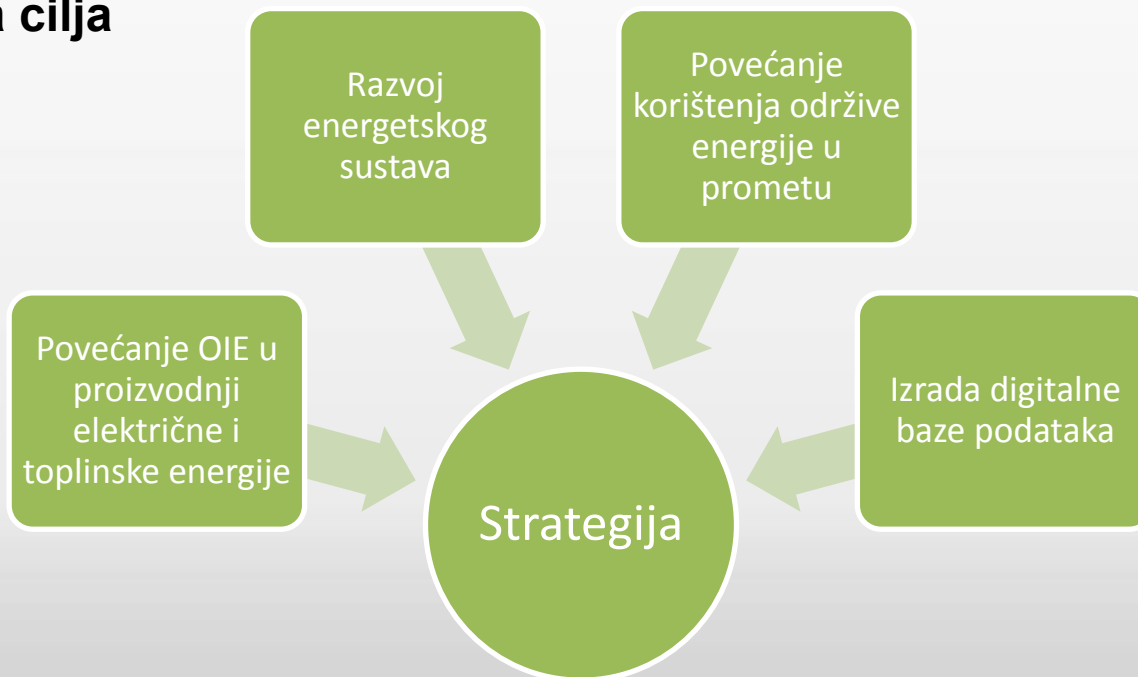 cilja
Razvoj
energetskog
sustava
Povećanje
korištenja održive
energije u
prometu
Povećanje OIE u
proizvodnji
električne i
toplinske energije
Izrada digitalne
baze podataka
Strategija